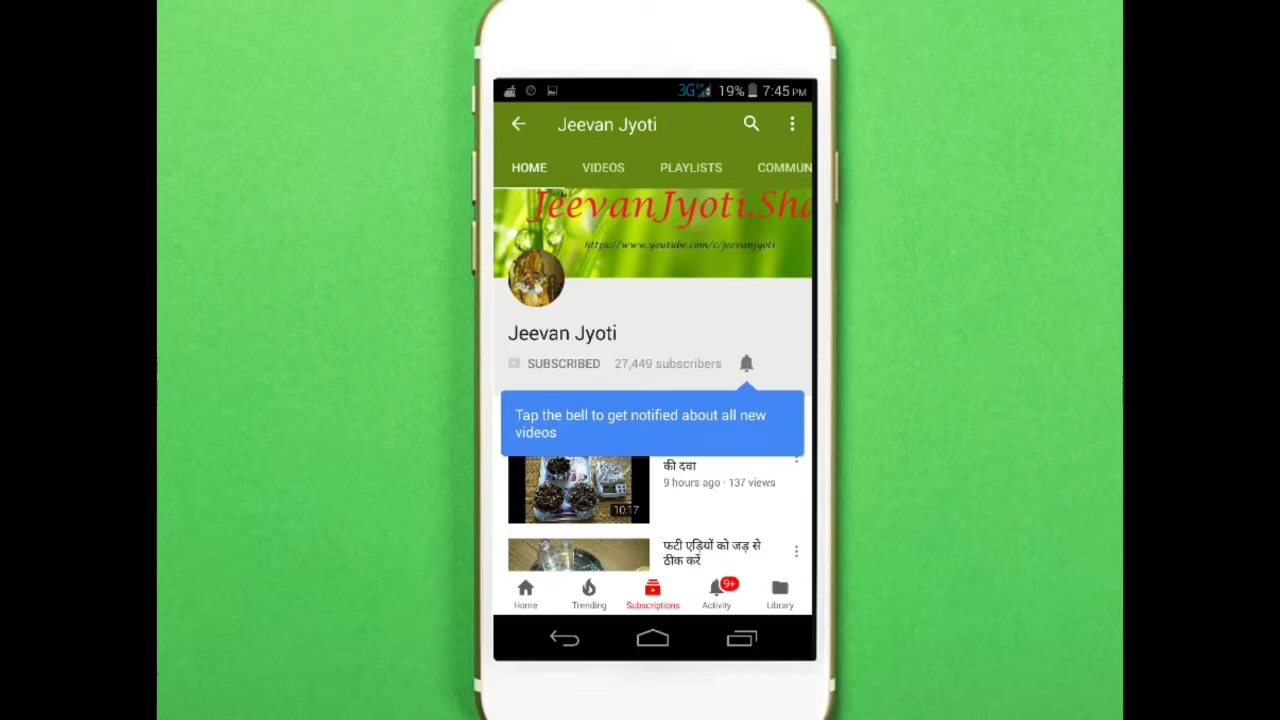 3G 19% 7:45 PM
Jeevan Jyoti
HOME VIDEOS PLAYLISTS COMMUN
JeevanJyoti.Sha
https://www.youtube.com/c/jeevanjyoti
Jeevan Jyoti
SUBSCRIBED 27,449 subscribers
Tap the bell to get notified about all new
videos
की दवा
9 hours ago · 137 views
10:17
फटी एड़ियों को जड़ से
ठीक करें
9+
Home Trending Subscriptions Activity Library